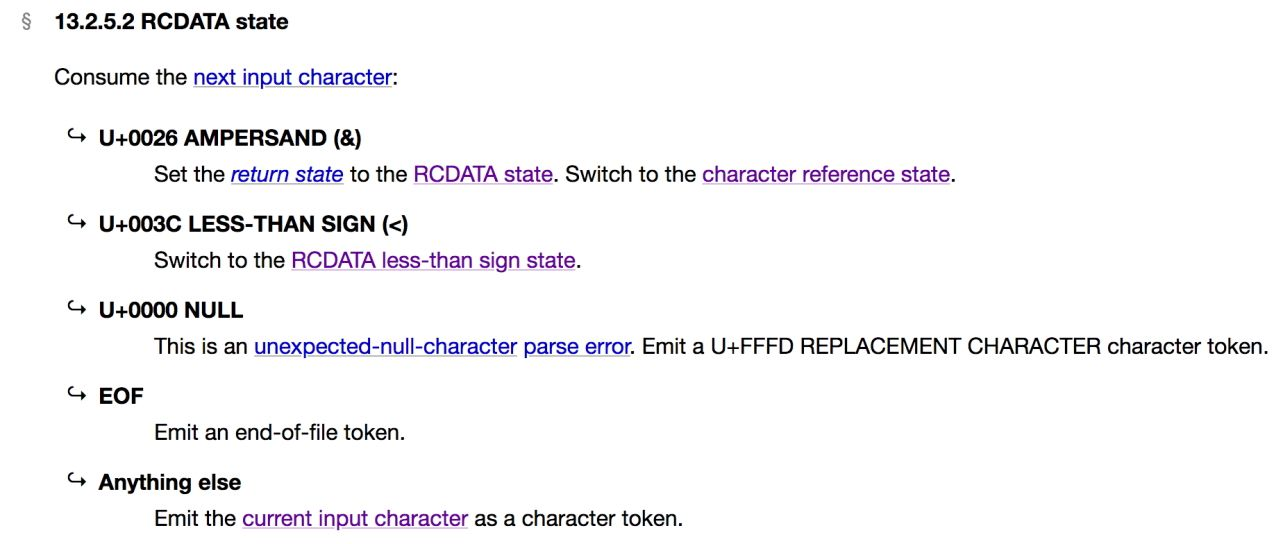 § 13.2.5.2 RCDATA state
Consume the next input character:
↪ U+0026 AMPERSAND (&)
Set the return state to the RCDATA state. Switch to the character reference state.
↪ U+003C LESS-THAN SIGN (<)
Switch to the RCDATA less-than sign state.
↪ U+0000 NULL
This is an unexpected-null-character parse error. Emit a U+FFFD REPLACEMENT CHARACTER character token.
↪ EOF
Emit an end-of-file token.
↪ Anything else
Emit the current input character as a character token.